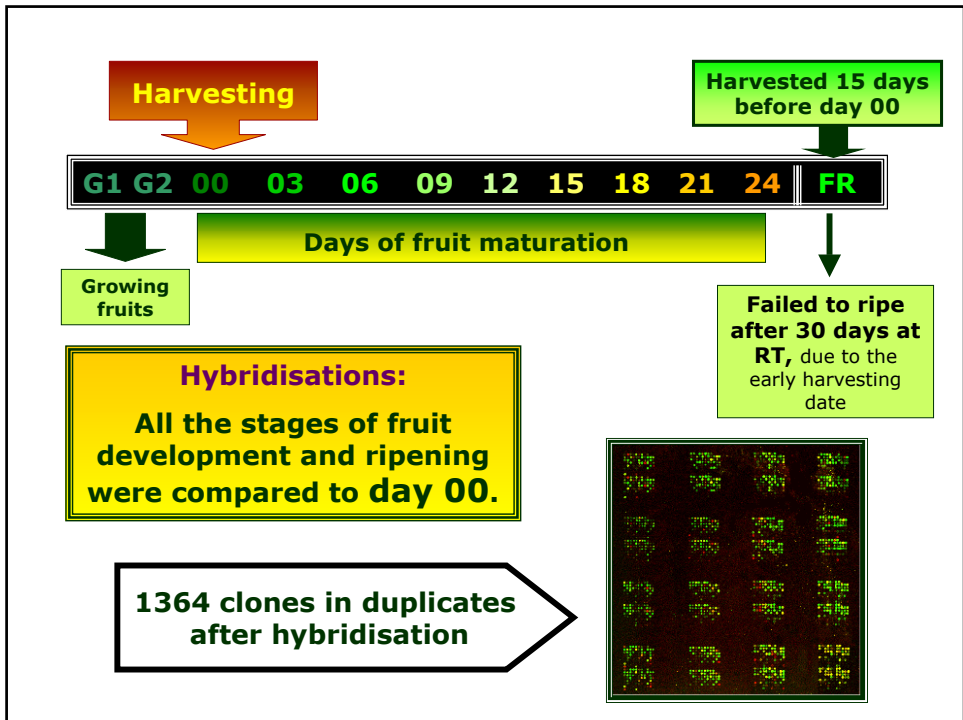 Harvesting
Harvested 15 days
before day 00
G1 G2 00 03 06 09 12 15 18 21 24 FR
Days of fruit maturation
Growing
fruits
Failed to ripe
after 30 days at
RT, due to the
early harvesting
date
Hybridisations:
All the stages of fruit
development and ripening
were compared to day 00.
1364 clones in duplicates
after hybridisation